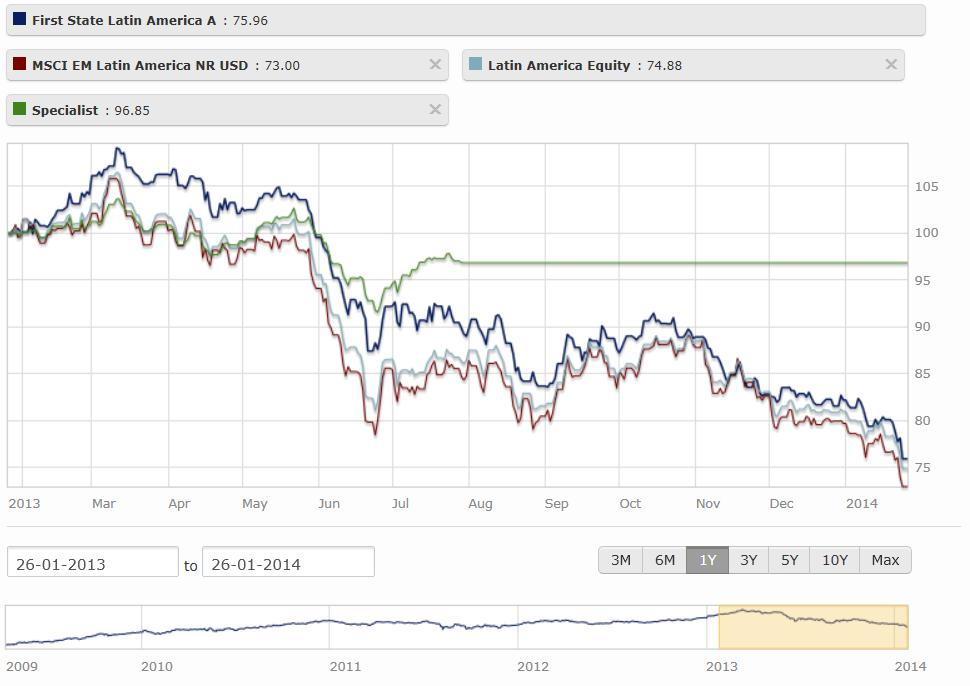 First State Latin America A : 75.96
MSCI EM Latin America NR USD : 73.00 ×
Latin America Equity : 74.88 ×
Specialist : 96.85 ×
105
100
95
90
85
80
75
2013 Mar Apr May Jun Jul Aug Sep Oct Nov Dec 2014
26-01-2013 to 26-01-2014 3M 6M 1Y 3Y 5Y 10Y Max
2009 2010 2011 2012 2013 2014